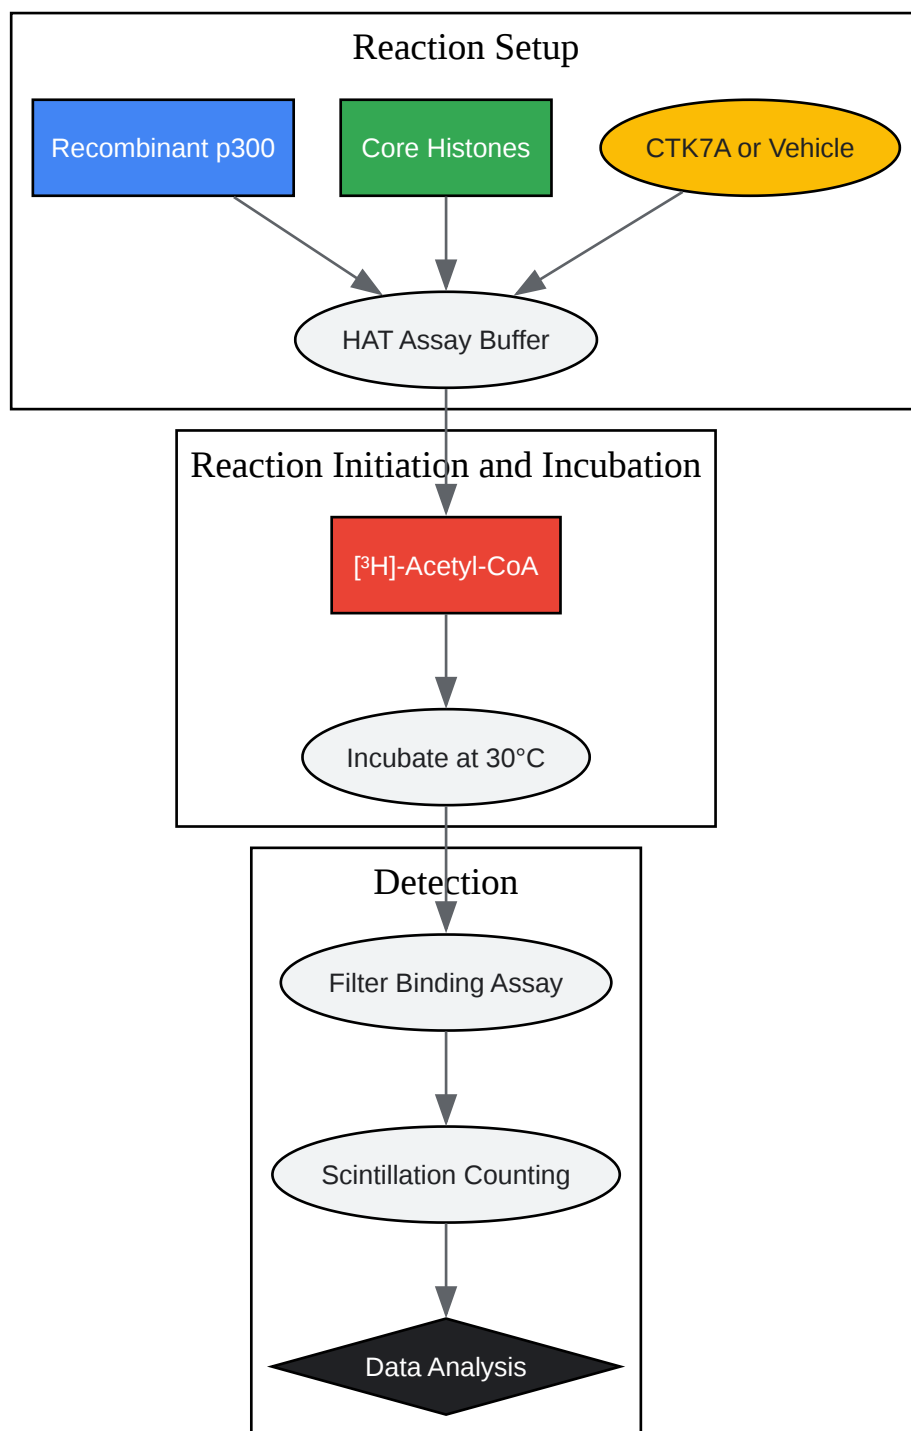 Reaction Setup
Recombinant p300
Core Histones
CTK7A or Vehicle
HAT Assay Buffer
Reaction Initiation and Incubation
[³H]-Acetyl-CoA
Incubate at 30°C
Detection
Filter Binding Assay
Scintillation Counting
Data Analysis